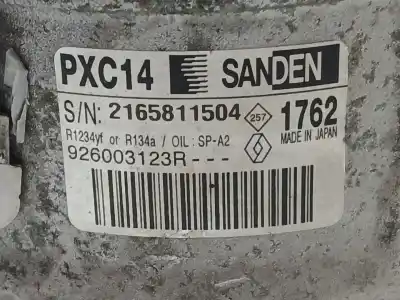 PXC14 SANDEN
S/N: 2165811504 257 1762
R1234yf or R134a / OIL : SP-A2 MADE IN JAPAN
926003123R---